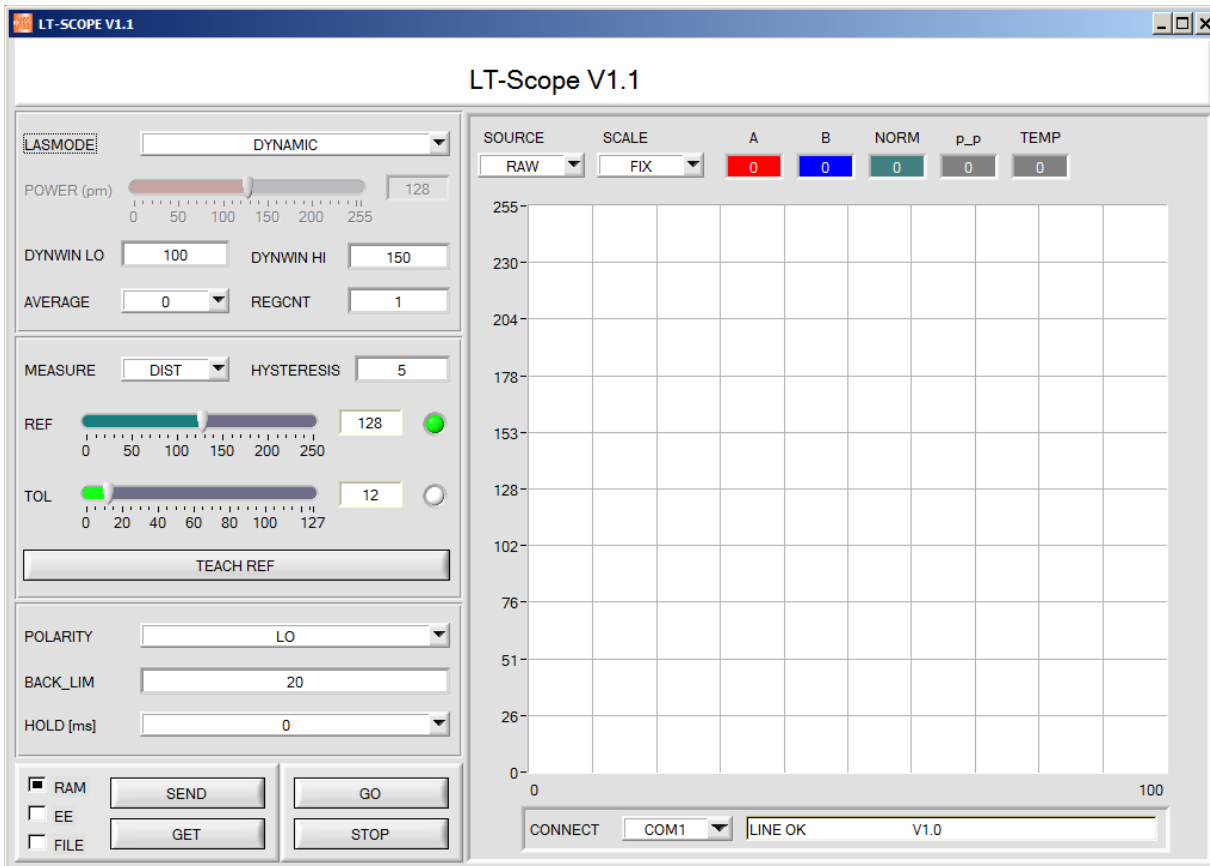 LT-SCOPE V1.1
LT-Scope V1.1
LASMODE DYNAMIC
POWER (pm) 128
0 50 100 150 200 255
DYNWIN LO 100 DYNWIN HI 150
AVERAGE 0 REGCNT 1
MEASURE DIST HYSTERESIS 5
REF 128
0 50 100 150 200 250
TOL 12
0 20 40 60 80 100 127
TEACH REF
POLARITY LO
BACK_LIM 20
HOLD [ms] 0
RAM
EE
FILE
SEND
GET
GO
STOP
SOURCE SCALE A B NORM p_p TEMP
RAW FIX 0 0 0 0 0
255
230
204
178
153
128
102
76
51
26
0
0 100
CONNECT COM1 LINE OK V1.0